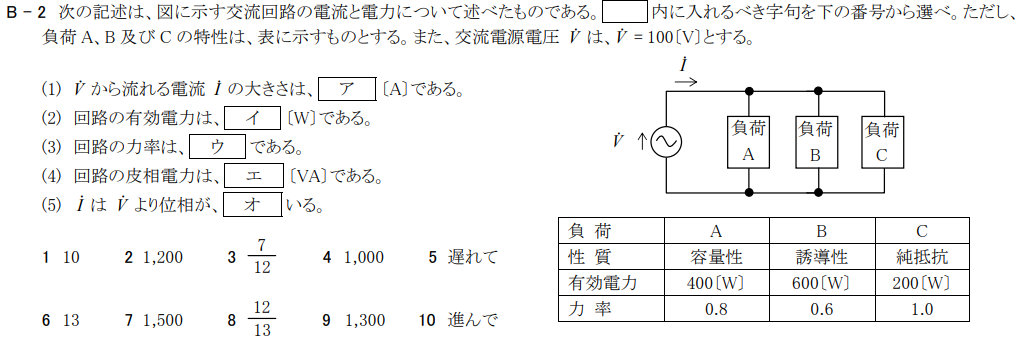 B－2 次の記述は、図に示す交流回路の電流と電力について述べたものである。 内に入れるべき字句を下の番号から選べ。ただし、
負荷 A、B 及び C の特性は、表に示すものとする。また、交流電源電圧 V̇ は、V̇ = 100〔V〕とする。
(1) V̇ から流れる電流 İ の大きさは、 ア 〔A〕である。
(2) 回路の有効電力は、 イ 〔W〕である。
(3) 回路の力率は、 ウ である。
(4) 回路の皮相電力は、 エ 〔VA〕である。
(5) İ は V̇ より位相が、 オ いる。
1 10 2 1,200 3 7/12 4 1,000 5 遅れて
6 13 7 1,500 8 12/13 9 1,300 10 進んで
İ
V̇
負荷 A
負荷 B
負荷 C
負 荷 A B C
性 質 容量性 誘導性 純抵抗
有効電力 400〔W〕 600〔W〕 200〔W〕
力 率 0.8 0.6 1.0